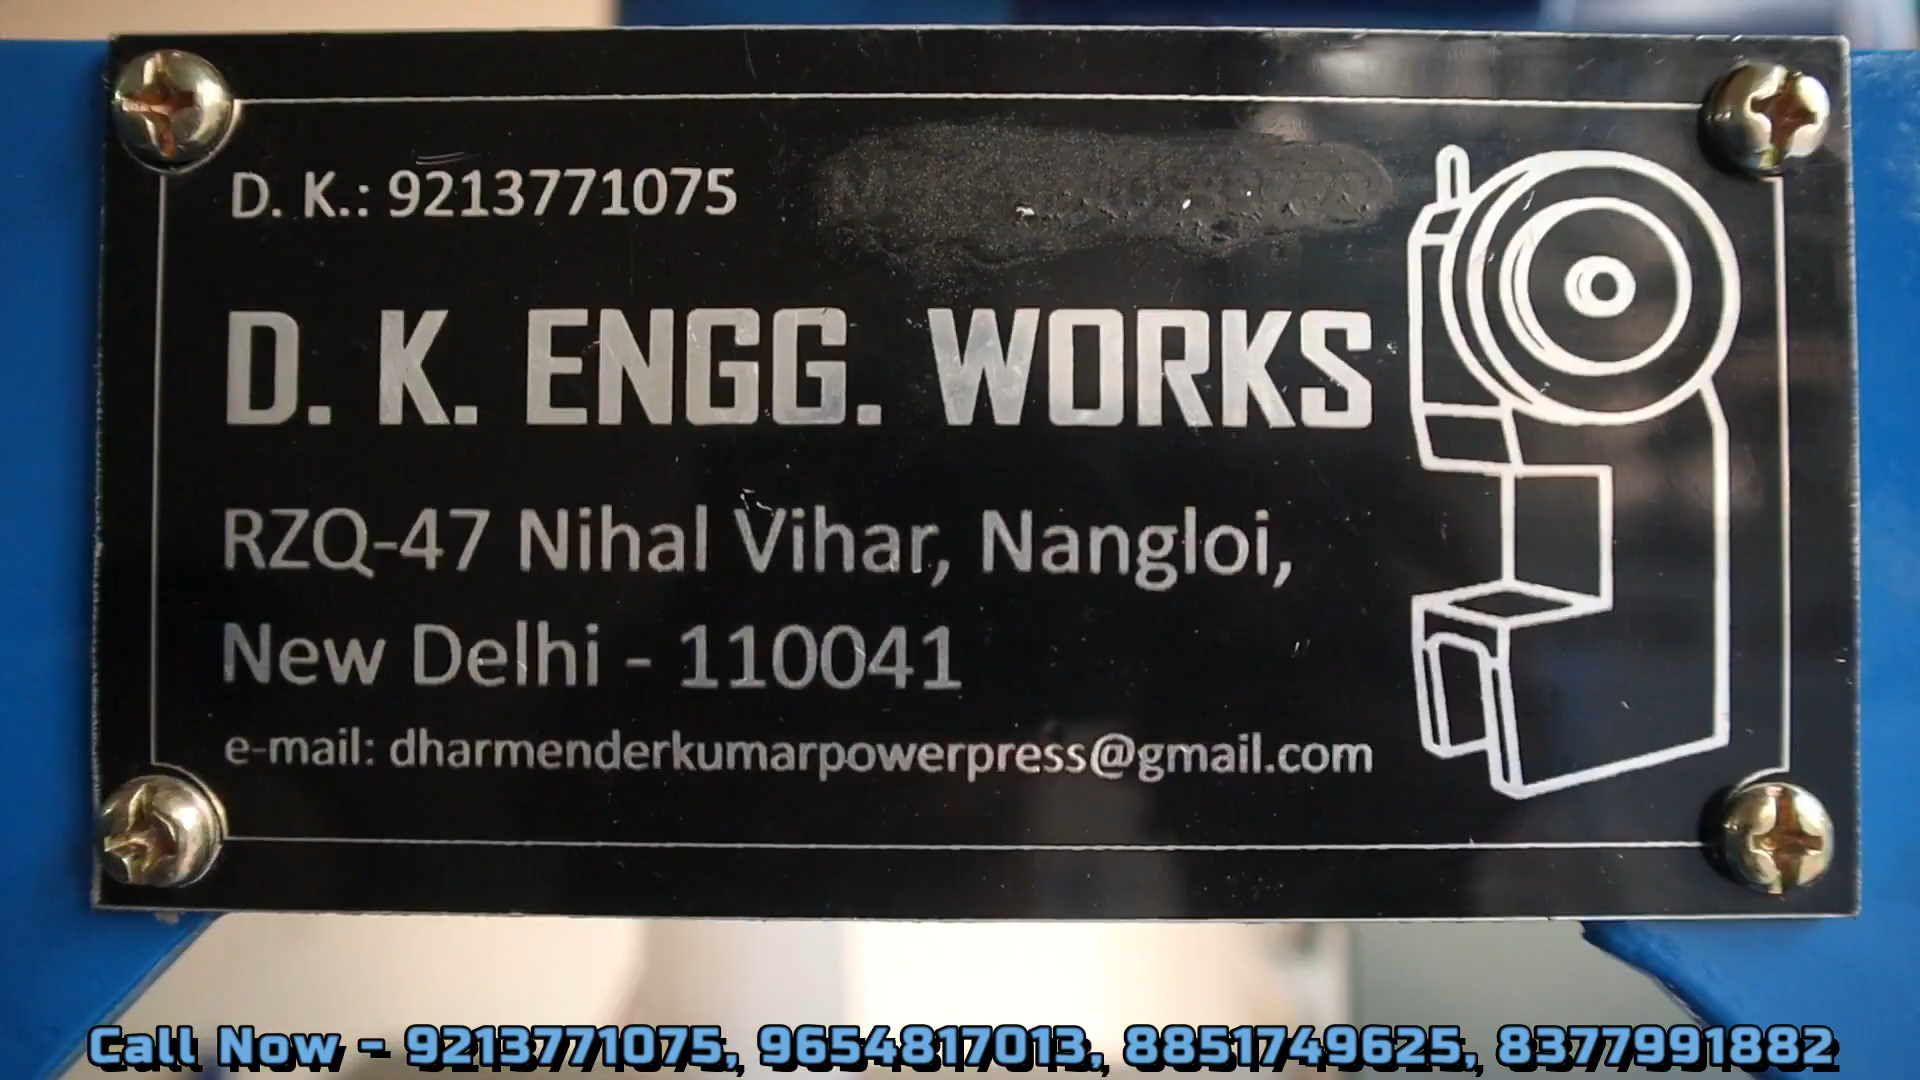 D. K.: 9213771075
D. K. ENGG. WORKS
RZQ-47 Nihal Vihar, Nangloi,
New Delhi - 110041
e-mail: dharmenderkumarpowerpress@gmail.com
Call Now - 9213771075, 9654817013, 8851749625, 8377991882